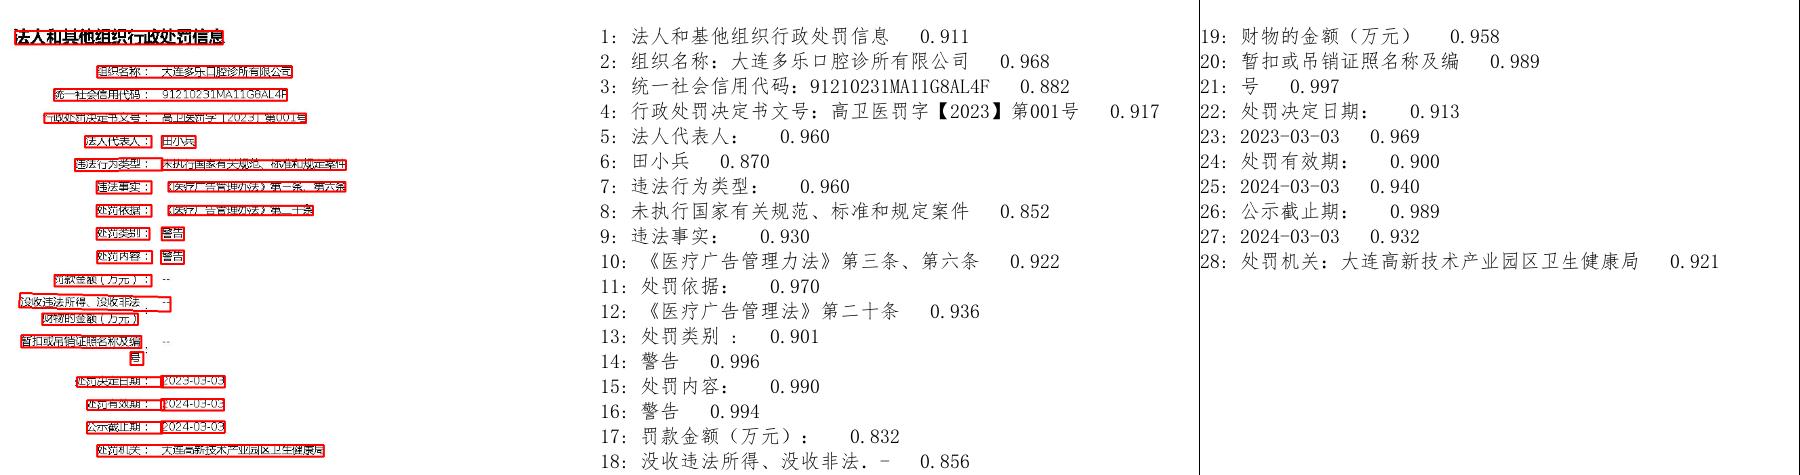 法人和其他组织行政处罚信息
组织名称： 大连多乐口腔诊所有限公司
统一社会信用代码： 91210231MA11G8AL4F
行政处罚决定书文号： 高卫医罚字【2023】第001号
法人代表人： 田小兵
违法行为类型： 未执行国家有关规范、标准和规定案件
违法事实： 《医疗广告管理办法》第三条、第六条
处罚依据： 《医疗广告管理办法》第二十条
处罚类别： 警告
处罚内容： 警告
罚款金额（万元）： --
没收违法所得、没收非法 --
财物的金额（万元）：
暂扣或吊销证照名称及编 --
号：
处罚决定日期： 2023-03-03
处罚有效期： 2024-03-03
公示截止期： 2024-03-03
处罚机关： 大连高新技术产业园区卫生健康局
1: 法人和基他组织行政处罚信息 0.911
2: 组织名称：大连多乐口腔诊所有限公司 0.968
3: 统一社会信用代码：91210231MA11G8AL4F 0.882
4: 行政处罚决定书文号：高卫医罚字【2023】第001号 0.917
5: 法人代表人： 0.960
6: 田小兵 0.870
7: 违法行为类型： 0.960
8: 未执行国家有关规范、标准和规定案件 0.852
9: 违法事实： 0.930
10: 《医疗广告管理力法》第三条、第六条 0.922
11: 处罚依据： 0.970
12: 《医疗广告管理法》第二十条 0.936
13: 处罚类别 : 0.901
14: 警告 0.996
15: 处罚内容： 0.990
16: 警告 0.994
17: 罚款金额（万元）： 0.832
18: 没收违法所得、没收非法．- 0.856
19: 财物的金额（万元） 0.958
20: 暂扣或吊销证照名称及编 0.989
21: 号 0.997
22: 处罚决定日期： 0.913
23: 2023-03-03 0.969
24: 处罚有效期： 0.900
25: 2024-03-03 0.940
26: 公示截止期： 0.989
27: 2024-03-03 0.932
28: 处罚机关：大连高新技术产业园区卫生健康局 0.921